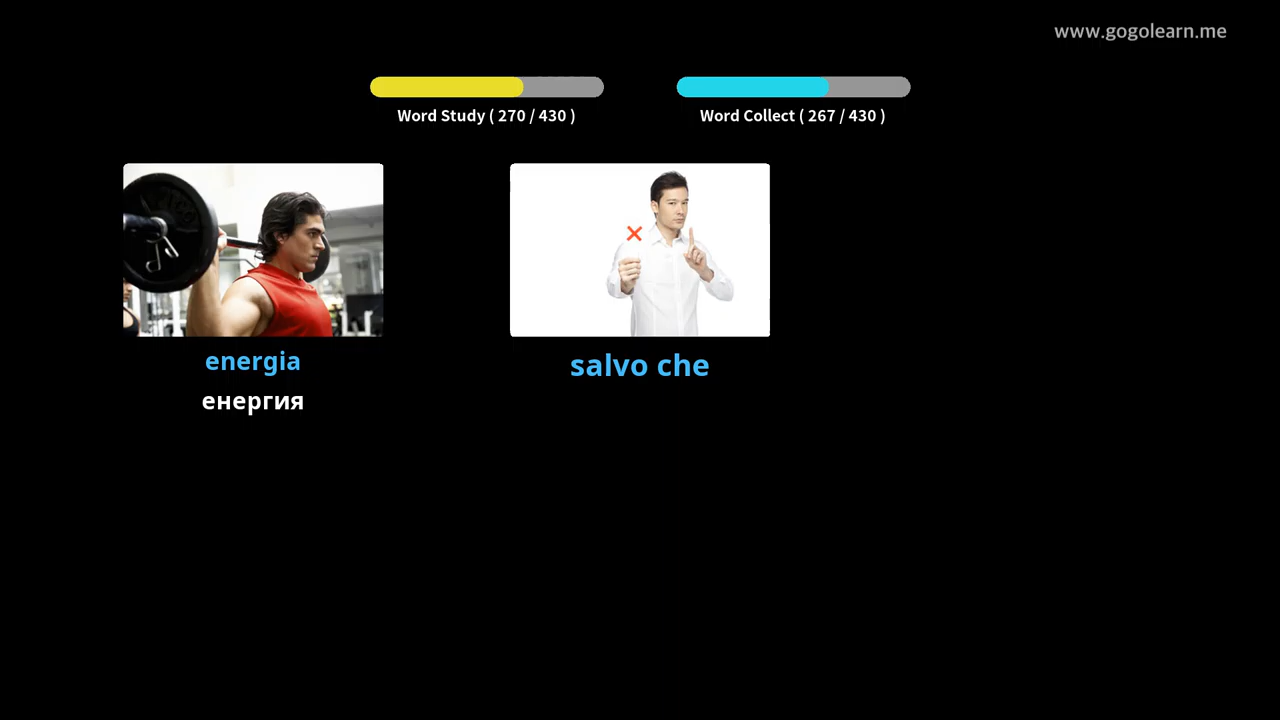 www.gogolearn.me
Word Study ( 270 / 430 )
Word Collect ( 267 / 430 )
energia
енергия
salvo che